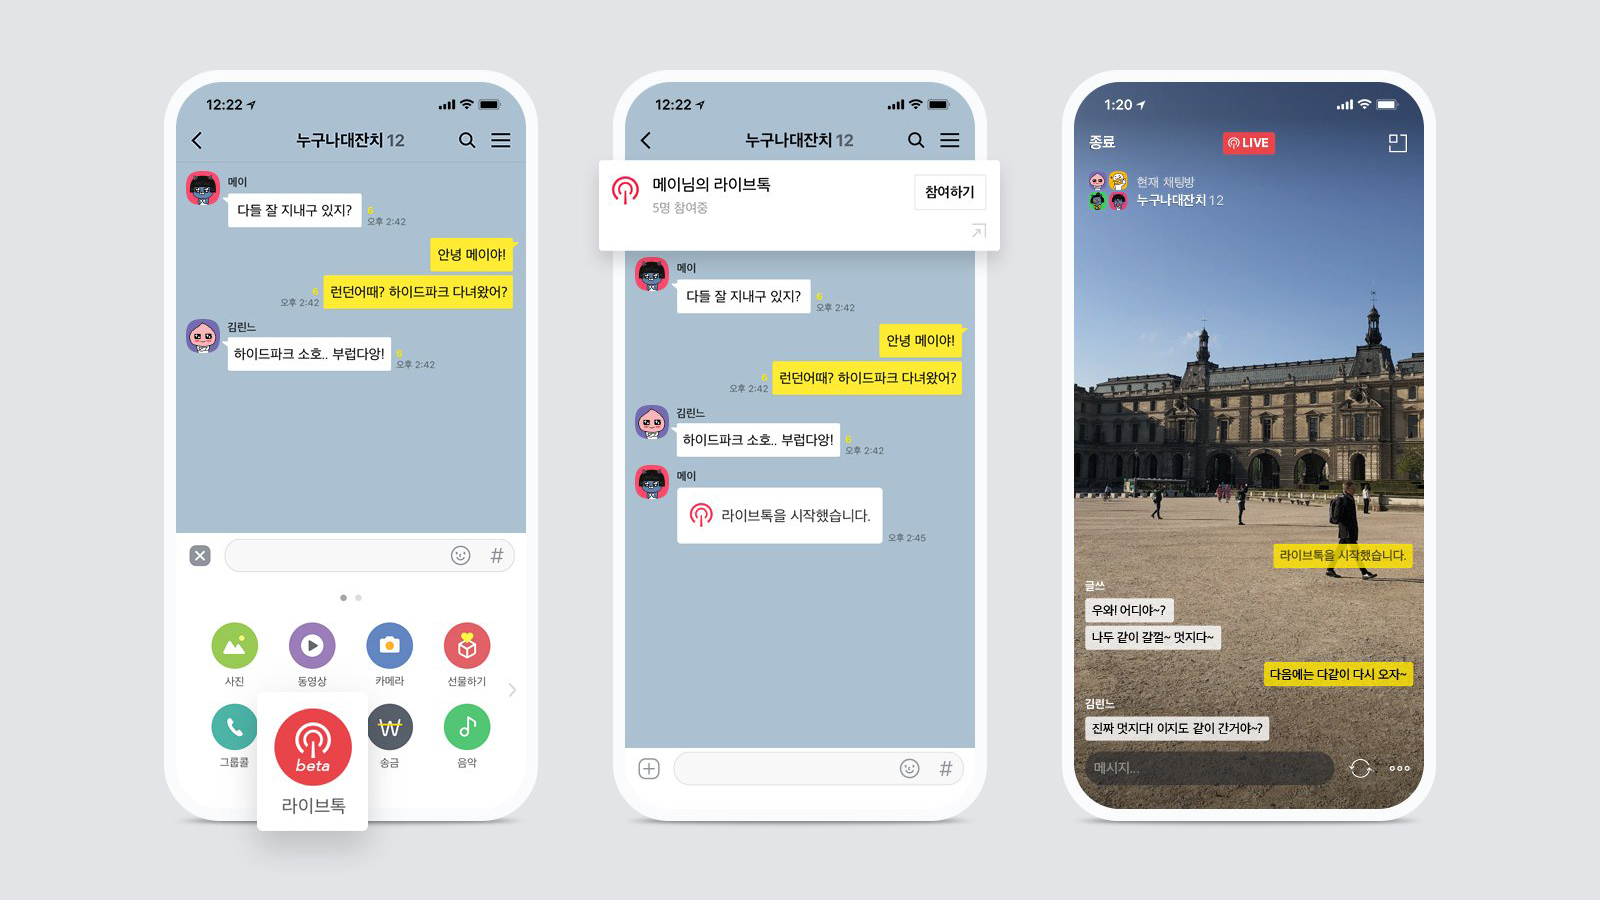 12:22
누구나대잔치 12
메이
다들 잘 지내구 있지?
6
오후 2:42
안녕 메이야!
런던어때? 하이드파크 다녀왔어?
6
오후 2:42
김린느
하이드파크 소호.. 부럽다앙!
6
오후 2:42
#
사진
동영상
카메라
선물하기
그룹콜
beta
라이브톡
송금
음악
12:22
누구나대잔치 12
메이님의 라이브톡
5명 참여중
참여하기
메이
다들 잘 지내구 있지?
6
오후 2:42
안녕 메이야!
런던어때? 하이드파크 다녀왔어?
6
오후 2:42
김린느
하이드파크 소호.. 부럽다앙!
6
오후 2:42
메이
라이브톡을 시작했습니다.
오후 2:45
#
1:20
종료
LIVE
현재 채팅방
누구나대잔치 12
라이브톡을 시작했습니다.
글쓰
우와! 어디야~?
나두 같이 갈껄~ 멋지다~
다음에는 다같이 다시 오자~
김린느
진짜 멋지다! 이지도 같이 간거야~?
메시지...